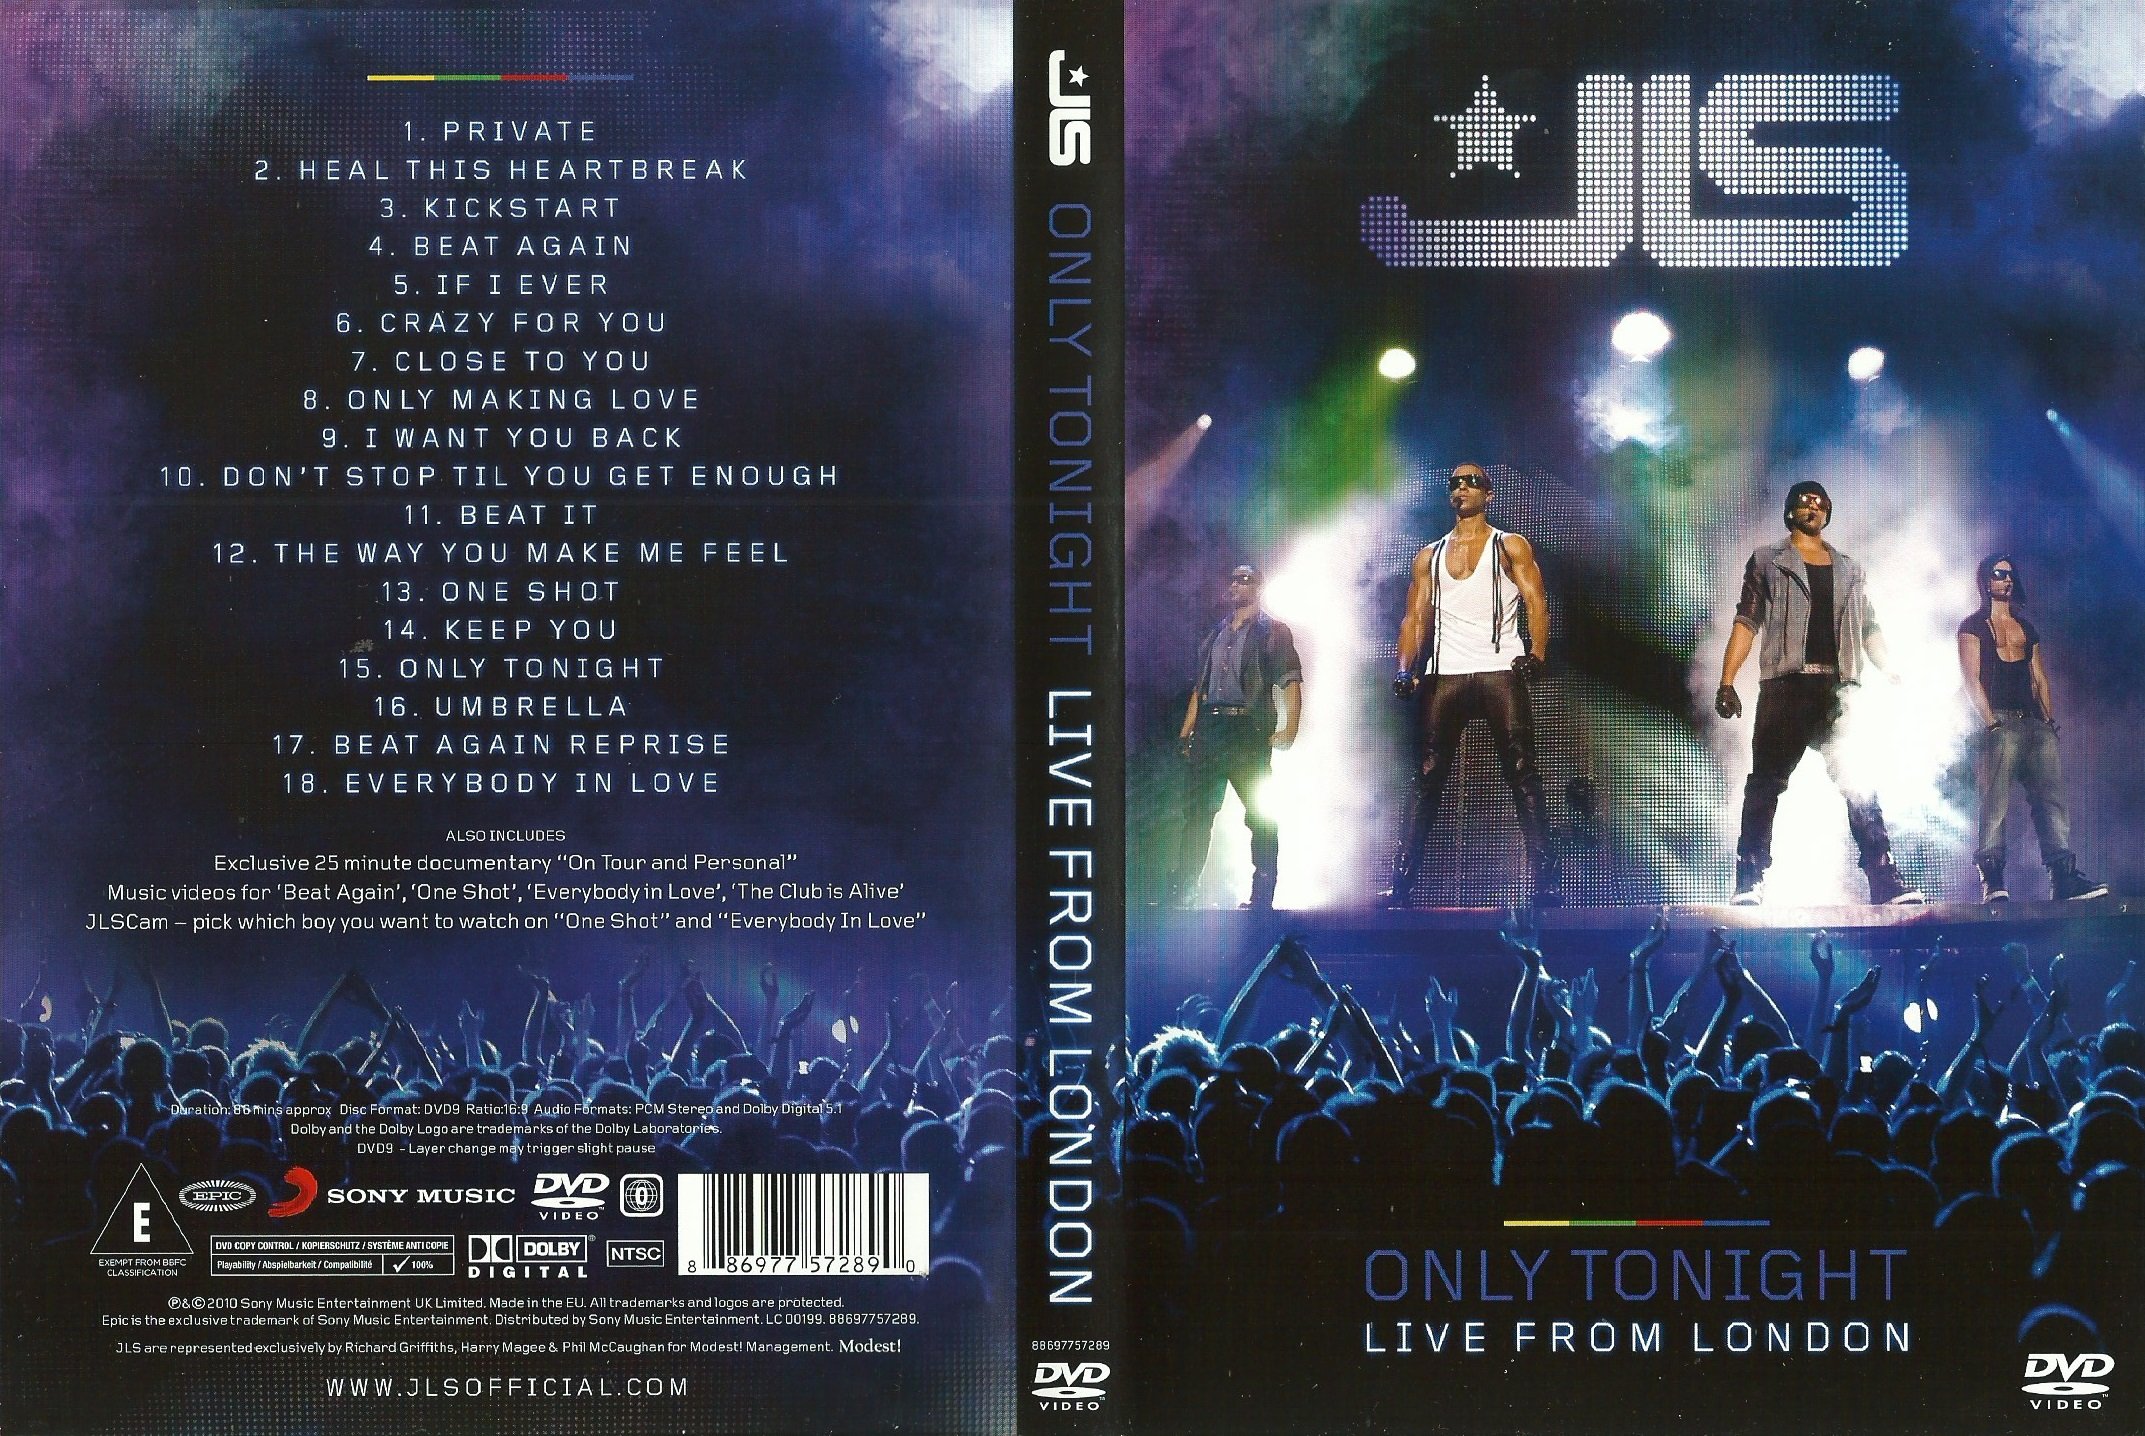 1. PRIVATE
2. HEAL THIS HEARTBREAK
3. KICKSTART
4. BEAT AGAIN
5. IF I EVER
6. CRAZY FOR YOU
7. CLOSE TO YOU
8. ONLY MAKING LOVE
9. I WANT YOU BACK
10. DON'T STOP TIL YOU GET ENOUGH
11. BEAT IT
12. THE WAY YOU MAKE ME FEEL
13. ONE SHOT
14. KEEP YOU
15. ONLY TONIGHT
16. UMBRELLA
17. BEAT AGAIN REPRISE
18. EVERYBODY IN LOVE
ALSO INCLUDES
Exclusive 25 minute documentary “On Tour and Personal”
Music videos for ‘Beat Again’, ‘One Shot’, ‘Everybody in Love’, ‘The Club is Alive’
JLSCam – pick which boy you want to watch on “One Shot” and “Everybody In Love”
Duration: 86 mins approx Disc Format: DVD9 Ratio:16:9 Audio Formats: PCM Stereo and Dolby Digital 5.1
Dolby and the Dolby Logo are trademarks of the Dolby Laboratories.
DVD9 - Layer change may trigger slight pause
E
EXEMPT FROM BBFC
CLASSIFICATION
EPIC
SONY MUSIC
DVD
VIDEO
0
DVD COPY CONTROL / KOPIERSCHUTZ / SYSTÈME ANTICOPIE
Playability / Abspielbarkeit / Compatibilité
100%
DOLBY
DIGITAL
NTSC
8 86977 57289 0
℗&©2010 Sony Music Entertainment UK Limited. Made in the EU. All trademarks and logos are protected.
Epic is the exclusive trademark of Sony Music Entertainment. Distributed by Sony Music Entertainment. LC 00199. 88697757289.
JLS are represented exclusively by Richard Griffiths, Harry Magee & Phil McCaughan for Modest! Management. Modest!
WWW.JLSOFFICIAL.COM
JLS ONLY TONIGHT LIVE FROM LONDON
88697757289
DVD
VIDEO
JLS
ONLY TONIGHT
LIVE FROM LONDON
DVD
VIDEO